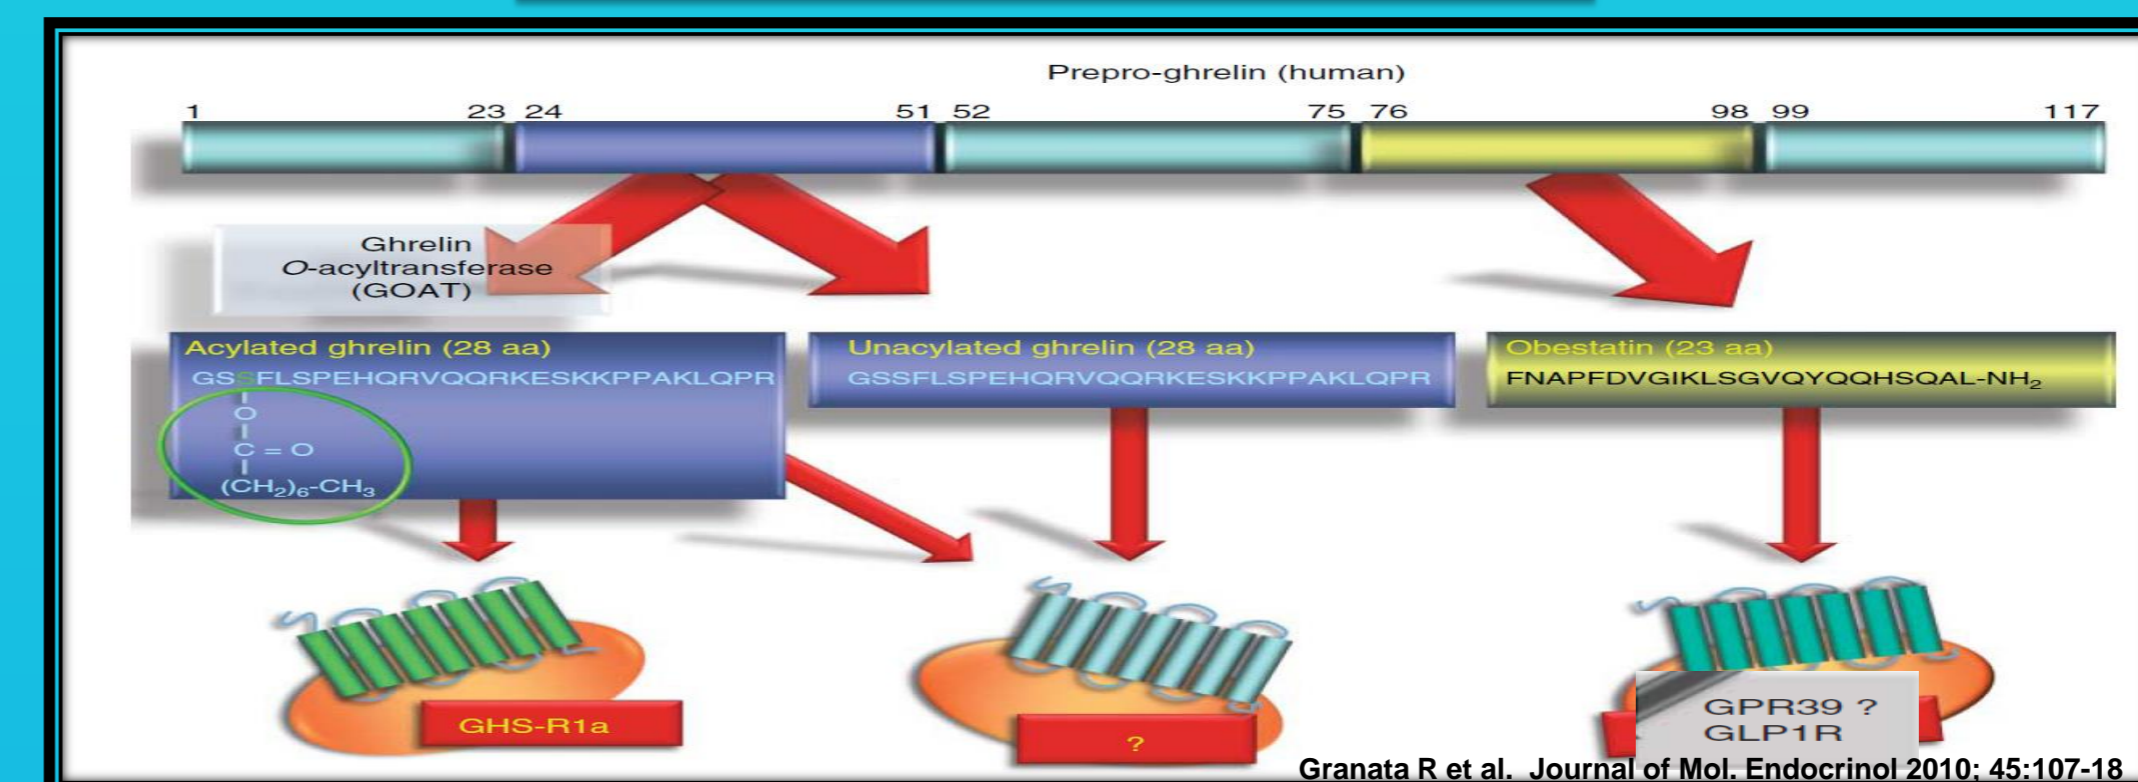 Prepro-ghrelin (human)
1 23 24 51 52 75 76 98 99 117
Ghrelin
O-acyltransferase
(GOAT)
Acylated ghrelin (28 aa)
GSSFLSPEHQRVQQRKESKKPPAKLQPR
O
C = O
(CH₂)₆-CH₃
Unacylated ghrelin (28 aa)
GSSFLSPEHQRVQQRKESKKPPAKLQPR
Obestatin (23 aa)
FNAPFDVGIKLSGVQYQQHSQAL-NH₂
GHS-R1a
?
GPR39 ?
GLP1R
Granata R et al. Journal of Mol. Endocrinol 2010; 45:107-18